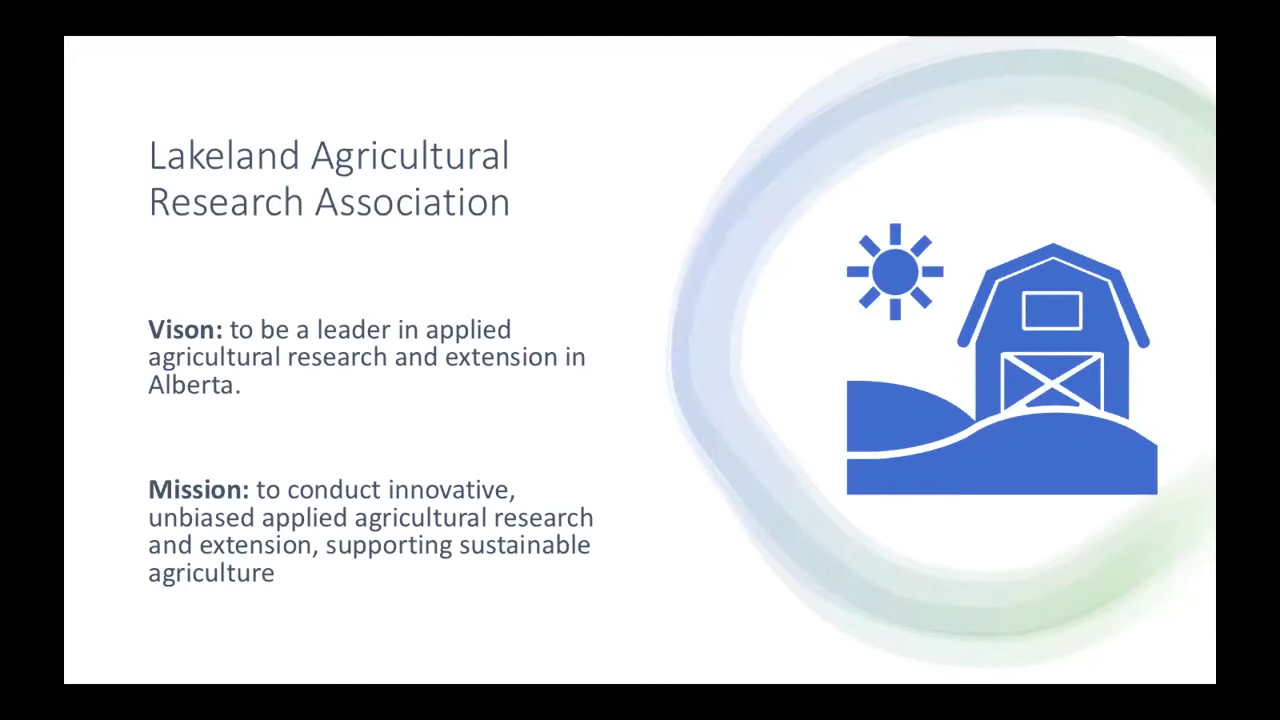 Lakeland Agricultural
Research Association
Vison: to be a leader in applied
agricultural research and extension in
Alberta.
Mission: to conduct innovative,
unbiased applied agricultural research
and extension, supporting sustainable
agriculture